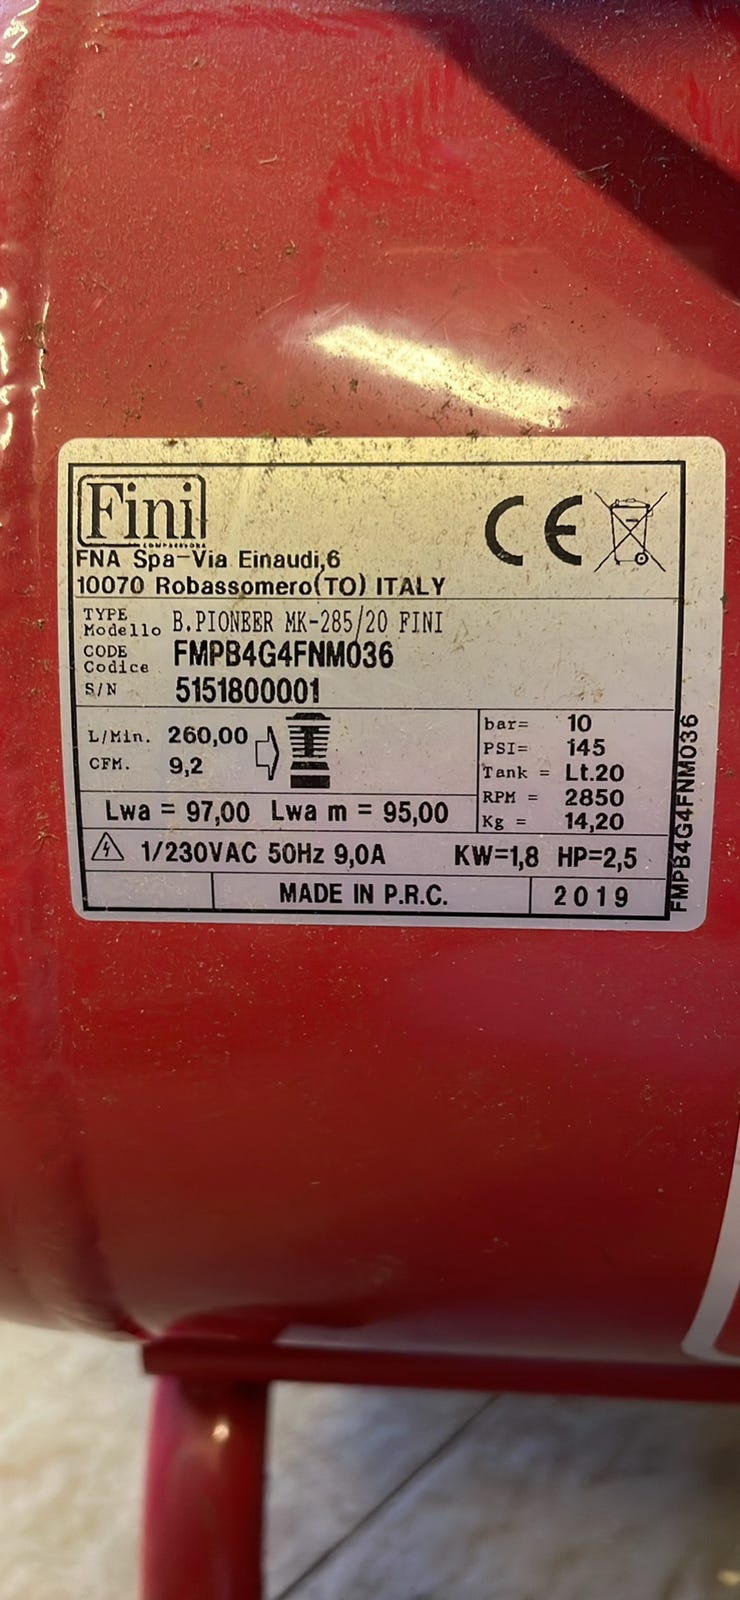 Fini
COMPRESSORS
FNA Spa-Via Einaudi,6
10070 Robassomero(TO) ITALY
CE
TYPE
Modello B.PIONEER MK-285/20 FINI
CODE
Codice FMPB4G4FNM036
S/N 5151800001
L/Min. 260,00
CFM. 9,2
bar= 10
PSI= 145
Tank = Lt.20
RPM = 2850
Kg = 14,20
Lwa = 97,00 Lwa m = 95,00
1/230VAC 50Hz 9,0A KW=1,8 HP=2,5
MADE IN P.R.C. 2019
FMPB4G4FNM036